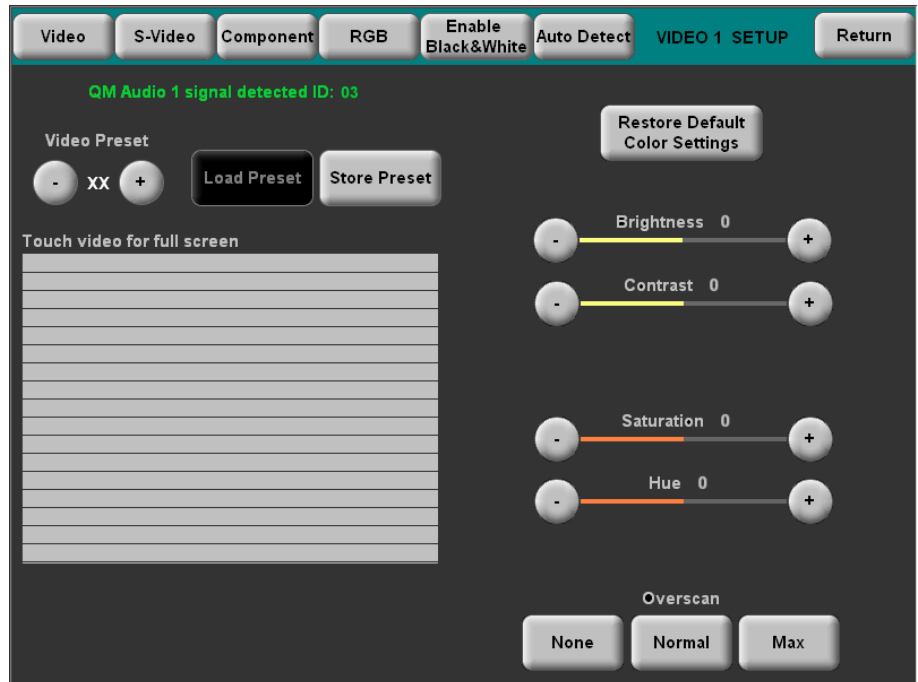 Video
S-Video
Component
RGB
Enable
Black&White
Auto Detect
VIDEO 1 SETUP
Return
QM Audio 1 signal detected ID: 03
Restore Default
Color Settings
Video Preset
- XX +
Load Preset
Store Preset
Brightness 0
- +
Touch video for full screen
Contrast 0
- +
Saturation 0
- +
Hue 0
- +
Overscan
None
Normal
Max